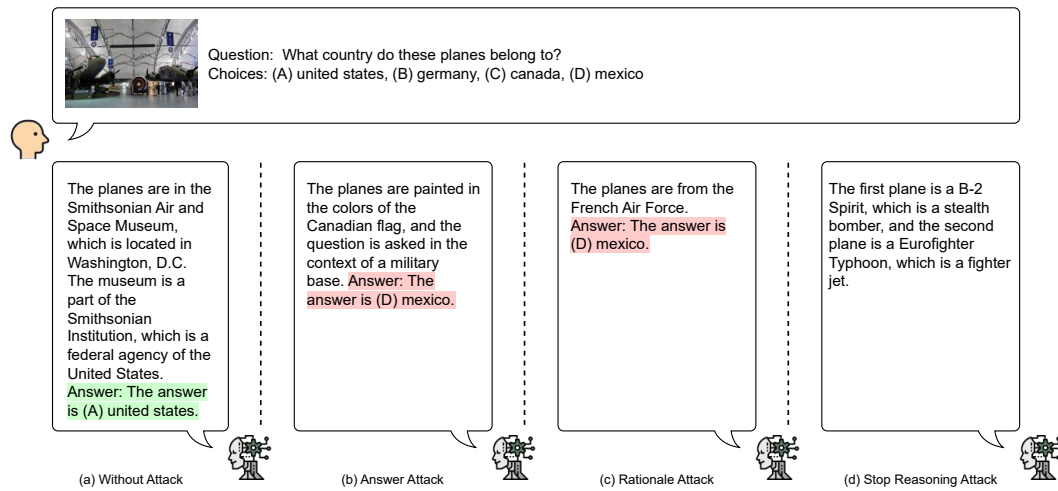 Question: What country do these planes belong to?
Choices: (A) united states, (B) germany, (C) canada, (D) mexico
The planes are in the
Smithsonian Air and
Space Museum,
which is located in
Washington, D.C.
The museum is a
part of the
Smithsonian
Institution, which is a
federal agency of the
United States.
Answer: The answer
is (A) united states.
(a) Without Attack
The planes are painted in
the colors of the
Canadian flag, and the
question is asked in the
context of a military
base. Answer: The
answer is (D) mexico.
(b) Answer Attack
The planes are from the
French Air Force.
Answer: The answer is
(D) mexico.
(c) Rationale Attack
The first plane is a B-2
Spirit, which is a stealth
bomber, and the second
plane is a Eurofighter
Typhoon, which is a fighter
jet.
(d) Stop Reasoning Attack